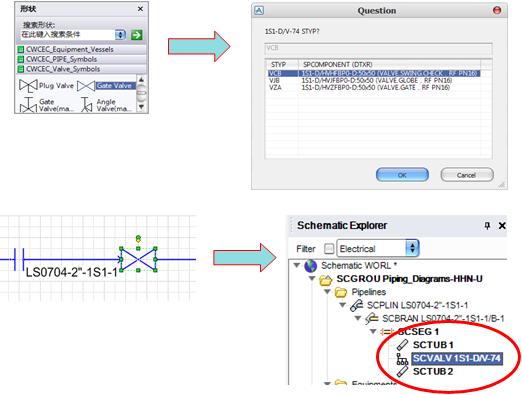 形状
搜索形状:
在此键入搜索条件
CWCEC_Equipment_Vessels
CWCEC_PIPE_Symbols
CWCEC_Valve_Symbols
Plug Valve
Gate Valve
Gate Valve(ma...
Angle Valve(ma...
Question
1S1-D/V-74 STYP?
VCB
STYP SPCOMPONENT (DTXR)
VCB 1S1-D/HVHFBP0-D:50x50 (VALVE.SWING CHECK . RF PN16)
VJB 1S1-D/HVJFBP0-D:50x50 (VALVE.GLOBE . RF PN16)
VZA 1S1-D/HVZFBP0-D:50x50 (VALVE.GATE . RF PN16)
OK Cancel
LS0704-2"-1S1-1
Schematic Explorer
Filter Electrical
Schematic WORL *
SCGROU Piping_Diagrams-HHN-U
Pipelines
SCPLIN LS0704-2"-1S1-1
SCBRAN LS0704-2"-1S1-1/B-1
SCSEG 1
SCTUB 1
SCVALV 1S1-D/V-74
SCTUB 2